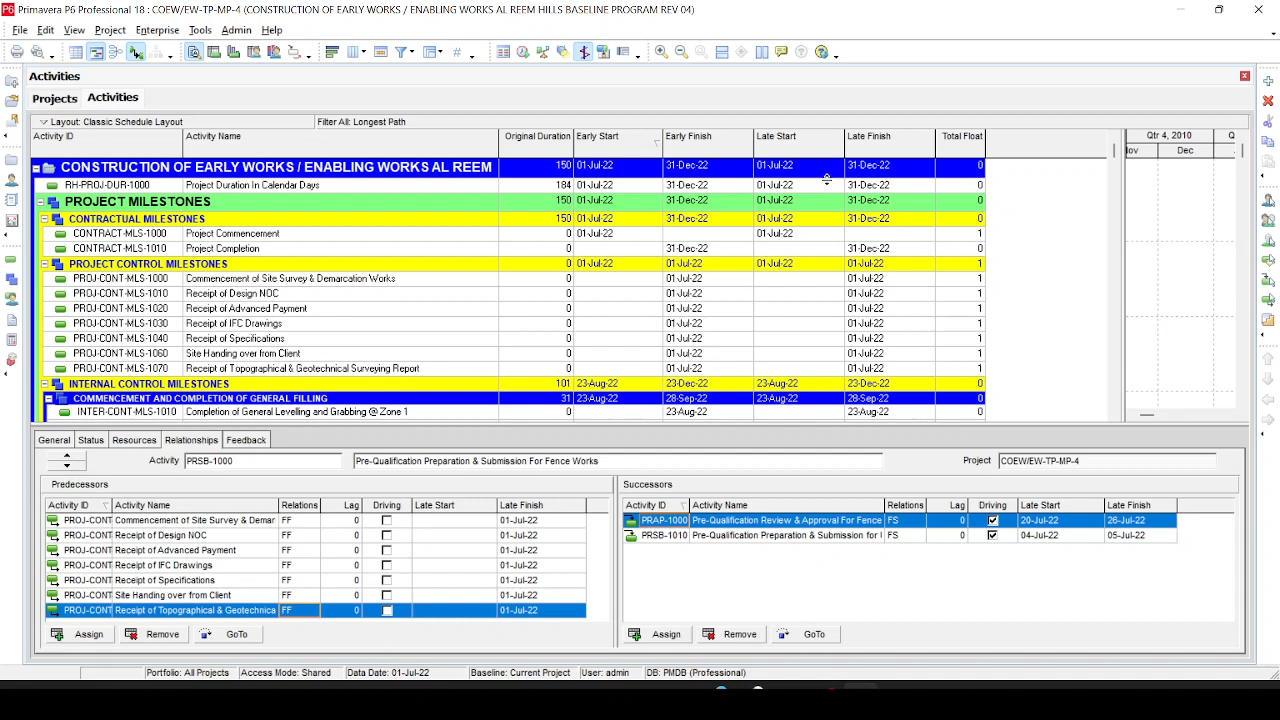 P6 Primavera P6 Professional 18 : COEW/EW-TP-MP-4 (CONSTRUCTION OF EARLY WORKS / ENABLING WORKS AL REEM HILLS BASELINE PROGRAM REV 04)
File Edit View Project Enterprise Tools Admin Help
Activities
Projects Activities
Layout: Classic Schedule Layout Filter All: Longest Path
Activity ID Activity Name Original Duration Early Start Early Finish Late Start Late Finish Total Float Qtr 4, 2010 Q
lov Dec
CONSTRUCTION OF EARLY WORKS / ENABLING WORKS AL REEM 150 01-Jul-22 31-Dec-22 01-Jul-22 31-Dec-22 0
RH-PROJ-DUR-1000 Project Duration In Calendar Days 184 01-Jul-22 31-Dec-22 01-Jul-22 31-Dec-22 0
PROJECT MILESTONES 150 01-Jul-22 31-Dec-22 01-Jul-22 31-Dec-22 0
CONTRACTUAL MILESTONES 150 01-Jul-22 31-Dec-22 01-Jul-22 31-Dec-22 0
CONTRACT-MLS-1000 Project Commencement 0 01-Jul-22 01-Jul-22 1
CONTRACT-MLS-1010 Project Completion 0 31-Dec-22 31-Dec-22 0
PROJECT CONTROL MILESTONES 0 01-Jul-22 01-Jul-22 01-Jul-22 01-Jul-22 1
PROJ-CONT-MLS-1000 Commencement of Site Survey & Demarcation Works 0 01-Jul-22 01-Jul-22 1
PROJ-CONT-MLS-1010 Receipt of Design NOC 0 01-Jul-22 01-Jul-22 1
PROJ-CONT-MLS-1020 Receipt of Advanced Payment 0 01-Jul-22 01-Jul-22 1
PROJ-CONT-MLS-1030 Receipt of IFC Drawings 0 01-Jul-22 01-Jul-22 1
PROJ-CONT-MLS-1040 Receipt of Specifications 0 01-Jul-22 01-Jul-22 1
PROJ-CONT-MLS-1060 Site Handing over from Client 0 01-Jul-22 01-Jul-22 1
PROJ-CONT-MLS-1070 Receipt of Topographical & Geotechnical Surveying Report 0 01-Jul-22 01-Jul-22 1
INTERNAL CONTROL MILESTONES 101 23-Aug-22 23-Dec-22 23-Aug-22 23-Dec-22 0
COMMENCEMENT AND COMPLETION OF GENERAL FILLING 31 23-Aug-22 28-Sep-22 23-Aug-22 28-Sep-22 0
INTER-CONT-MLS-1010 Completion of General Levelling and Grabbing @ Zone 1 0 23-Aug-22 23-Aug-22 0
General Status Resources Relationships Feedback
Activity PRSB-1000 Pre-Qualification Preparation & Submission For Fence Works Project COEW/EW-TP-MP-4
Predecessors Successors
Activity ID Activity Name Relations Lag Driving Late Start Late Finish Activity ID Activity Name Relations Lag Driving Late Start Late Finish
PROJ-CONT Commencement of Site Survey & Demar FF 0 01-Jul-22 PRAP-1000 Pre-Qualification Review & Approval For Fence FS 0 20-Jul-22 26-Jul-22
PROJ-CONT Receipt of Design NOC FF 0 01-Jul-22 PRSB-1010 Pre-Qualification Preparation & Submission for FS 0 04-Jul-22 05-Jul-22
PROJ-CONT Receipt of Advanced Payment FF 0 01-Jul-22
PROJ-CONT Receipt of IFC Drawings FF 0 01-Jul-22
PROJ-CONT Receipt of Specifications FF 0 01-Jul-22
PROJ-CONT Site Handing over from Client FF 0 01-Jul-22
PROJ-CONT Receipt of Topographical & Geotechnica FF 0 01-Jul-22
Assign Remove GoTo Assign Remove GoTo
Portfolio: All Projects Access Mode: Shared Data Date: 01-Jul-22 Baseline: Current Project User: admin DB: PMDB (Professional)